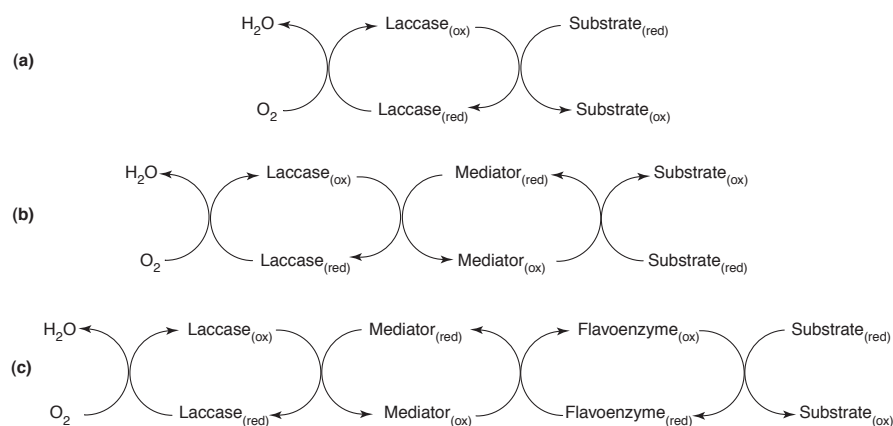 H₂O Laccase(ox) Substrate(red)
(a)
O₂ Laccase(red) Substrate(ox)
H₂O Laccase(ox) Mediator(red) Substrate(ox)
(b)
O₂ Laccase(red) Mediator(ox) Substrate(red)
H₂O Laccase(ox) Mediator(red) Flavoenzyme(ox) Substrate(red)
(c)
O₂ Laccase(red) Mediator(ox) Flavoenzyme(red) Substrate(ox)